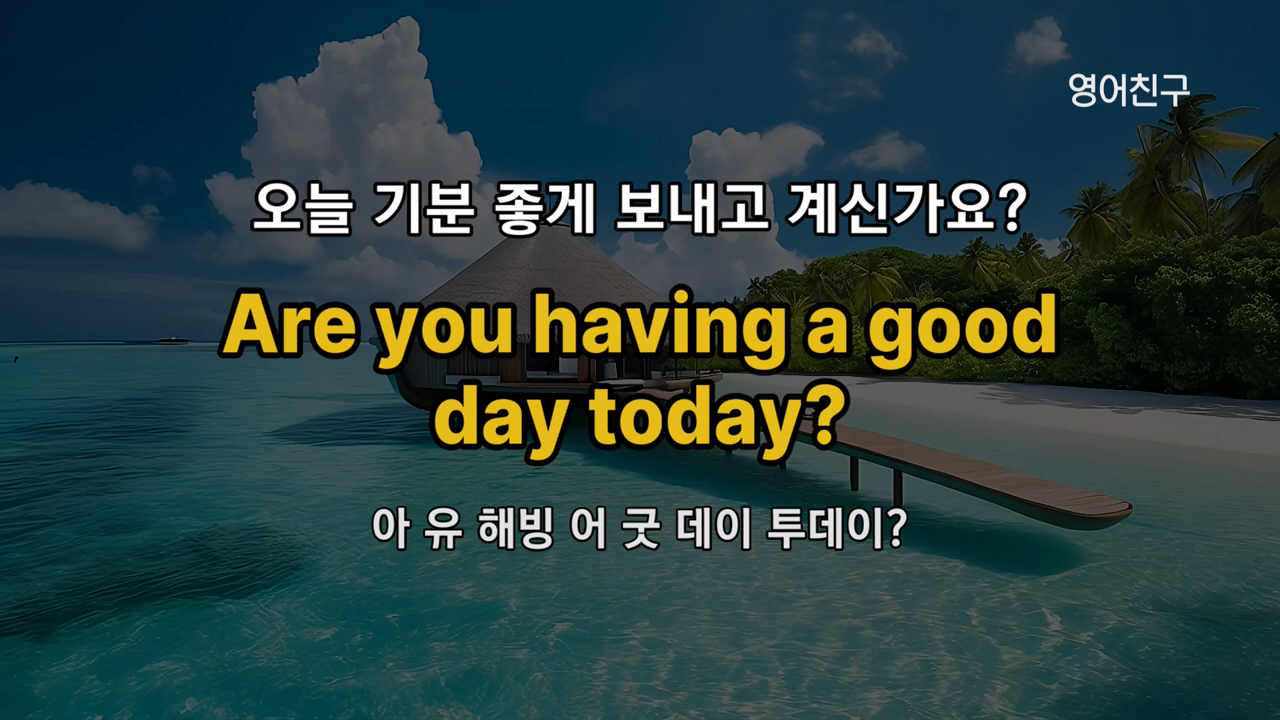 영어친구
오늘 기분 좋게 보내고 계신가요?
Are you having a good
day today?
아 유 해빙 어 굿 데이 투데이?